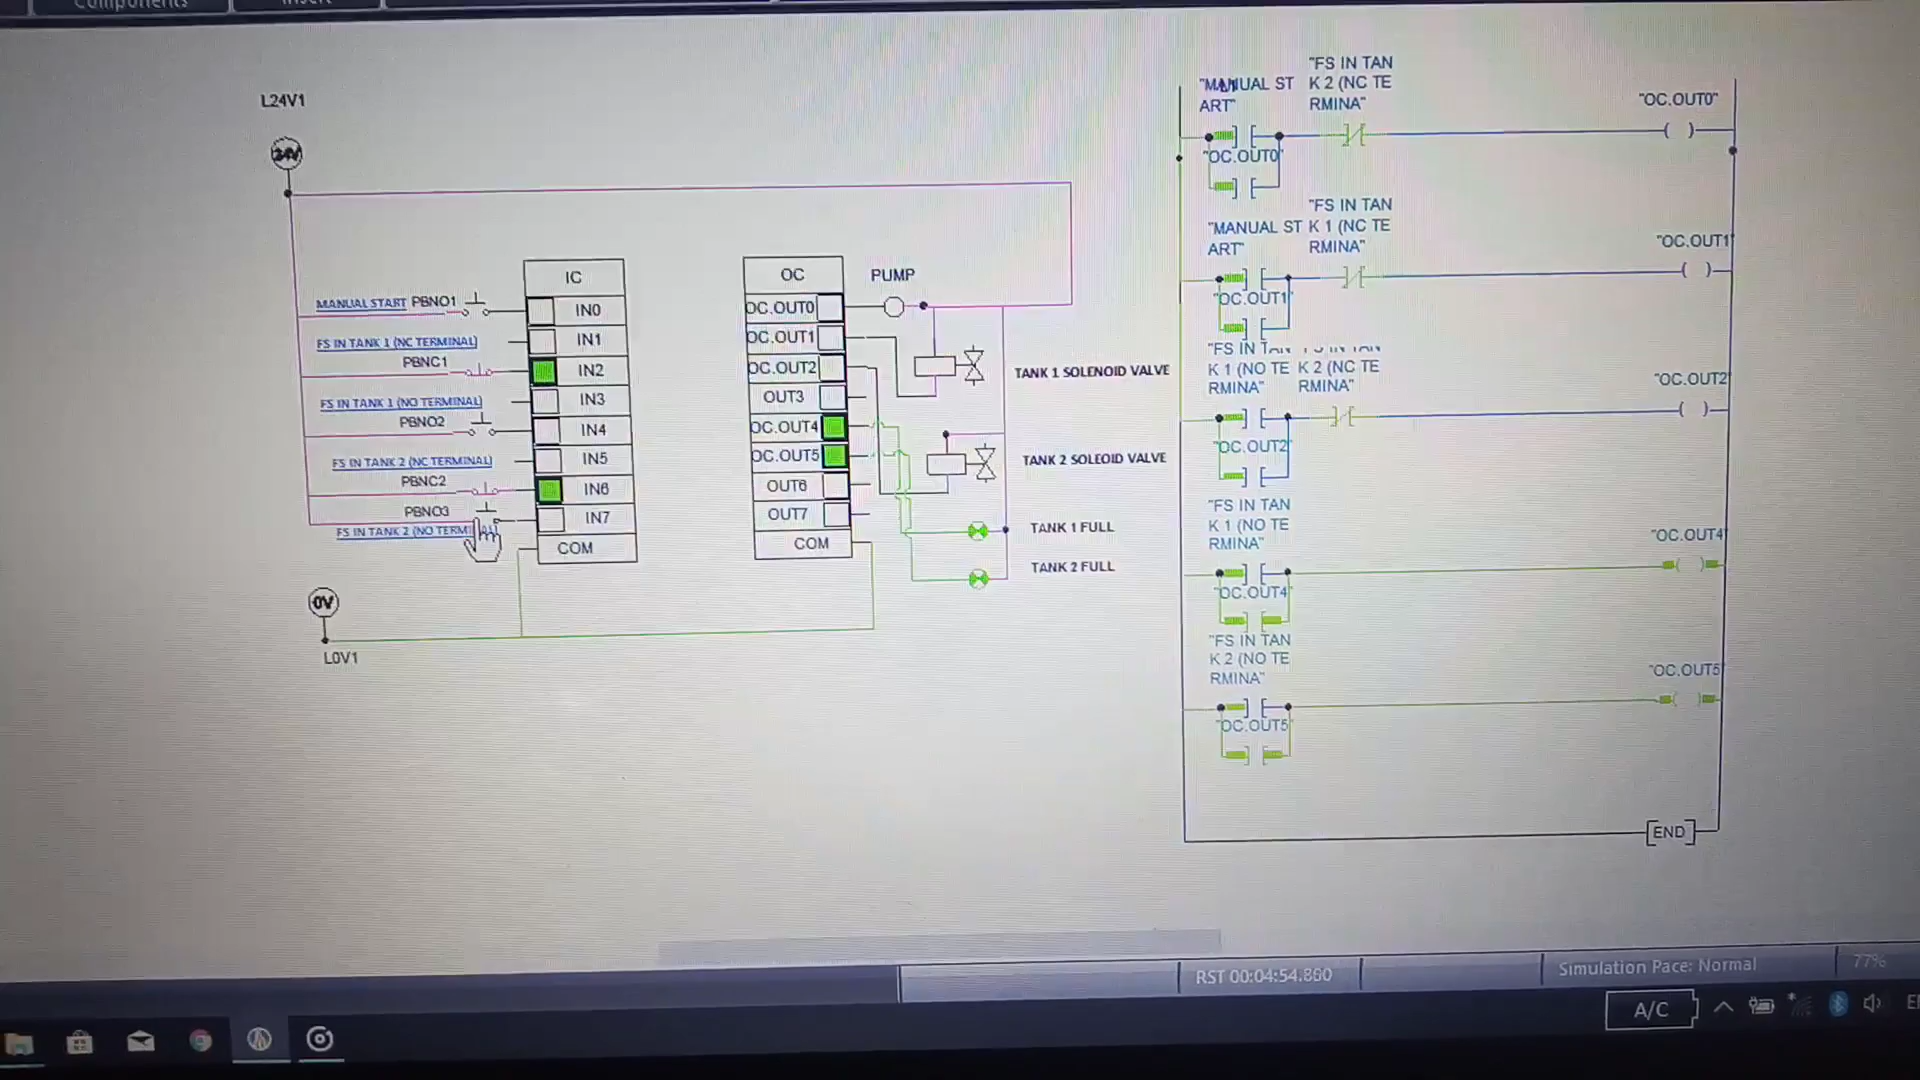 Components
Insert
L24V1
24V
MANUAL START PBNO1
FS IN TANK 1 (NC TERMINAL)
PBNC1
FS IN TANK 1 (NO TERMINAL)
PBNO2
FS IN TANK 2 (NC TERMINAL)
PBNC2
PBNO3
FS IN TANK 2 (NO TERMI
0V
L0V1
IC
IN0
IN1
IN2
IN3
IN4
IN5
IN6
IN7
COM
OC
OC.OUT0
OC.OUT1
OC.OUT2
OUT3
OC.OUT4
OC.OUT5
OUT6
OUT7
COM
PUMP
TANK 1 SOLENOID VALVE
TANK 2 SOLEOID VALVE
TANK 1 FULL
TANK 2 FULL
"MANUAL ST
ART"
"FS IN TAN
K 2 (NC TE
RMINA"
"OC.OUT0"
"OC.OUT0"
"MANUAL ST
ART"
"FS IN TAN
K 1 (NC TE
RMINA"
"OC.OUT1"
"OC.OUT1"
"FS IN TAN
K 1 (NO TE
RMINA"
K 2 (NC TE
RMINA"
"OC.OUT2"
"OC.OUT2"
"FS IN TAN
K 1 (NO TE
RMINA"
"OC.OUT4"
"OC.OUT4"
"FS IN TAN
K 2 (NO TE
RMINA"
"OC.OUT5"
"OC.OUT5"
END
RST 00:04:54.860
Simulation Pace: Normal
77%
A/C